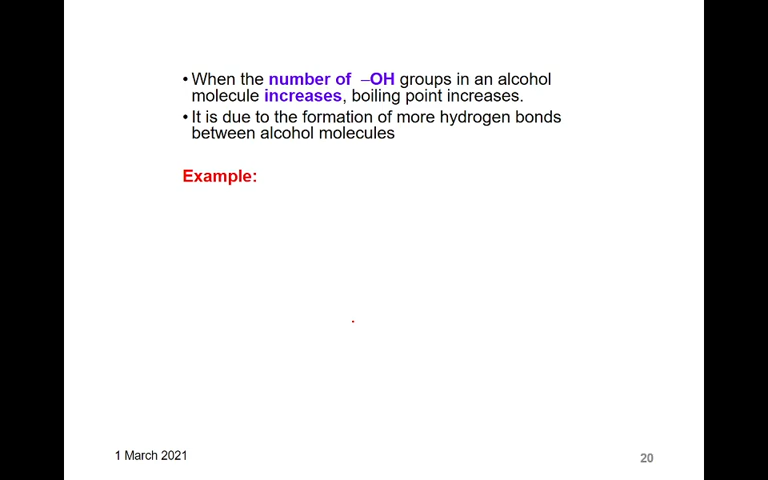 • When the number of –OH groups in an alcohol
molecule increases, boiling point increases.
• It is due to the formation of more hydrogen bonds
between alcohol molecules
Example:
1 March 2021
20